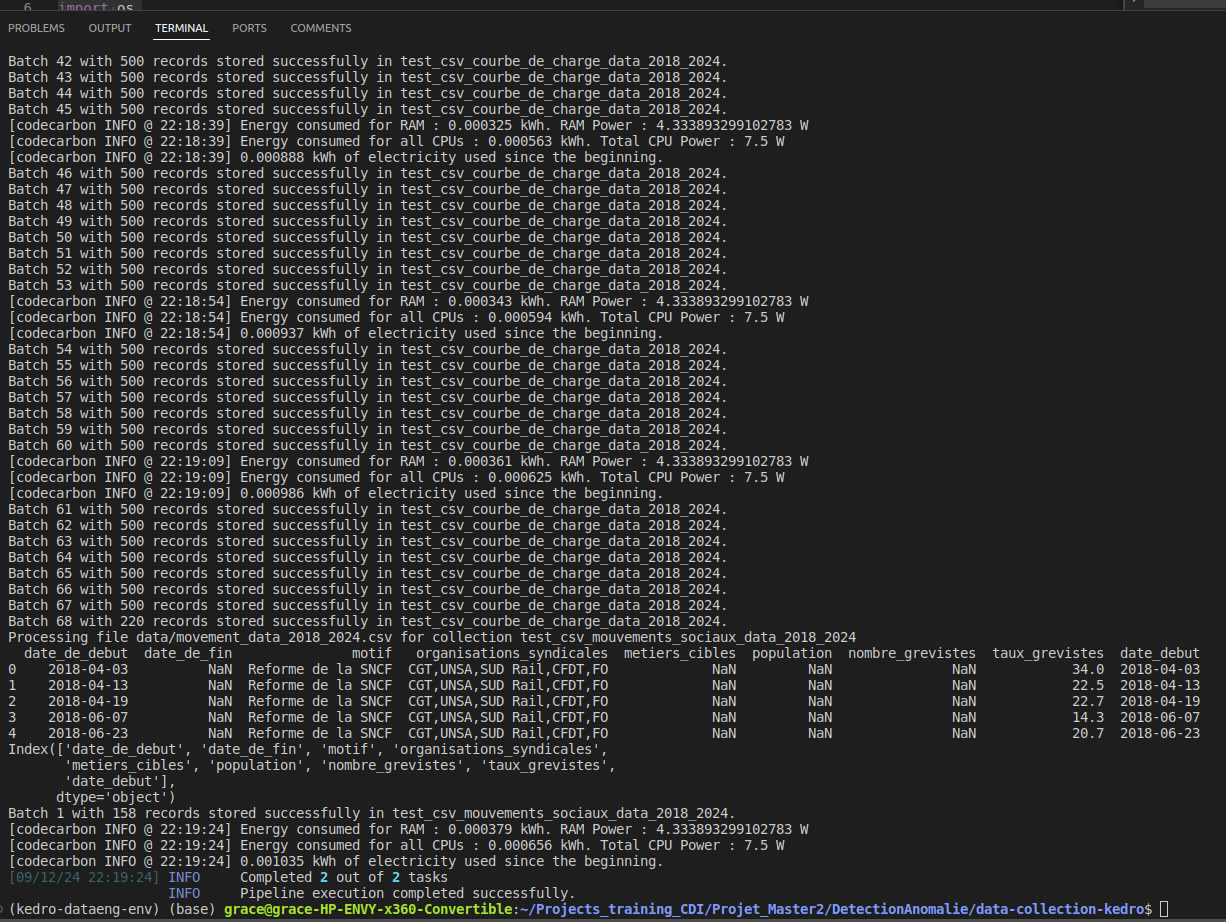 6 import os
PROBLEMS OUTPUT TERMINAL PORTS COMMENTS
Batch 42 with 500 records stored successfully in test_csv_courbe_de_charge_data_2018_2024.
Batch 43 with 500 records stored successfully in test_csv_courbe_de_charge_data_2018_2024.
Batch 44 with 500 records stored successfully in test_csv_courbe_de_charge_data_2018_2024.
Batch 45 with 500 records stored successfully in test_csv_courbe_de_charge_data_2018_2024.
[codecarbon INFO @ 22:18:39] Energy consumed for RAM : 0.000325 kWh. RAM Power : 4.333893299102783 W
[codecarbon INFO @ 22:18:39] Energy consumed for all CPUs : 0.000563 kWh. Total CPU Power : 7.5 W
[codecarbon INFO @ 22:18:39] 0.000888 kWh of electricity used since the beginning.
Batch 46 with 500 records stored successfully in test_csv_courbe_de_charge_data_2018_2024.
Batch 47 with 500 records stored successfully in test_csv_courbe_de_charge_data_2018_2024.
Batch 48 with 500 records stored successfully in test_csv_courbe_de_charge_data_2018_2024.
Batch 49 with 500 records stored successfully in test_csv_courbe_de_charge_data_2018_2024.
Batch 50 with 500 records stored successfully in test_csv_courbe_de_charge_data_2018_2024.
Batch 51 with 500 records stored successfully in test_csv_courbe_de_charge_data_2018_2024.
Batch 52 with 500 records stored successfully in test_csv_courbe_de_charge_data_2018_2024.
Batch 53 with 500 records stored successfully in test_csv_courbe_de_charge_data_2018_2024.
[codecarbon INFO @ 22:18:54] Energy consumed for RAM : 0.000343 kWh. RAM Power : 4.333893299102783 W
[codecarbon INFO @ 22:18:54] Energy consumed for all CPUs : 0.000594 kWh. Total CPU Power : 7.5 W
[codecarbon INFO @ 22:18:54] 0.000937 kWh of electricity used since the beginning.
Batch 54 with 500 records stored successfully in test_csv_courbe_de_charge_data_2018_2024.
Batch 55 with 500 records stored successfully in test_csv_courbe_de_charge_data_2018_2024.
Batch 56 with 500 records stored successfully in test_csv_courbe_de_charge_data_2018_2024.
Batch 57 with 500 records stored successfully in test_csv_courbe_de_charge_data_2018_2024.
Batch 58 with 500 records stored successfully in test_csv_courbe_de_charge_data_2018_2024.
Batch 59 with 500 records stored successfully in test_csv_courbe_de_charge_data_2018_2024.
Batch 60 with 500 records stored successfully in test_csv_courbe_de_charge_data_2018_2024.
[codecarbon INFO @ 22:19:09] Energy consumed for RAM : 0.000361 kWh. RAM Power : 4.333893299102783 W
[codecarbon INFO @ 22:19:09] Energy consumed for all CPUs : 0.000625 kWh. Total CPU Power : 7.5 W
[codecarbon INFO @ 22:19:09] 0.000986 kWh of electricity used since the beginning.
Batch 61 with 500 records stored successfully in test_csv_courbe_de_charge_data_2018_2024.
Batch 62 with 500 records stored successfully in test_csv_courbe_de_charge_data_2018_2024.
Batch 63 with 500 records stored successfully in test_csv_courbe_de_charge_data_2018_2024.
Batch 64 with 500 records stored successfully in test_csv_courbe_de_charge_data_2018_2024.
Batch 65 with 500 records stored successfully in test_csv_courbe_de_charge_data_2018_2024.
Batch 66 with 500 records stored successfully in test_csv_courbe_de_charge_data_2018_2024.
Batch 67 with 500 records stored successfully in test_csv_courbe_de_charge_data_2018_2024.
Batch 68 with 220 records stored successfully in test_csv_courbe_de_charge_data_2018_2024.
Processing file data/movement_data_2018_2024.csv for collection test_csv_mouvements_sociaux_data_2018_2024
date_de_debut date_de_fin motif organisations_syndicales metiers_cibles population nombre_grevistes taux_grevistes date_debut
0 2018-04-03 NaN Reforme de la SNCF CGT,UNSA,SUD Rail,CFDT,FO NaN NaN NaN 34.0 2018-04-03
1 2018-04-13 NaN Reforme de la SNCF CGT,UNSA,SUD Rail,CFDT,FO NaN NaN NaN 22.5 2018-04-13
2 2018-04-19 NaN Reforme de la SNCF CGT,UNSA,SUD Rail,CFDT,FO NaN NaN NaN 22.7 2018-04-19
3 2018-06-07 NaN Reforme de la SNCF CGT,UNSA,SUD Rail,CFDT,FO NaN NaN NaN 14.3 2018-06-07
4 2018-06-23 NaN Reforme de la SNCF CGT,UNSA,SUD Rail,CFDT,FO NaN NaN NaN 20.7 2018-06-23
Index(['date_de_debut', 'date_de_fin', 'motif', 'organisations_syndicales',
'metiers_cibles', 'population', 'nombre_grevistes', 'taux_grevistes',
'date_debut'],
dtype='object')
Batch 1 with 158 records stored successfully in test_csv_mouvements_sociaux_data_2018_2024.
[codecarbon INFO @ 22:19:24] Energy consumed for RAM : 0.000379 kWh. RAM Power : 4.333893299102783 W
[codecarbon INFO @ 22:19:24] Energy consumed for all CPUs : 0.000656 kWh. Total CPU Power : 7.5 W
[codecarbon INFO @ 22:19:24] 0.001035 kWh of electricity used since the beginning.
[09/12/24 22:19:24] INFO Completed 2 out of 2 tasks
INFO Pipeline execution completed successfully.
(kedro-dataeng-env) (base) grace@grace-HP-ENVY-x360-Convertible:~/Projects_training_CDI/Projet_Master2/DetectionAnomalie/data-collection-kedro$